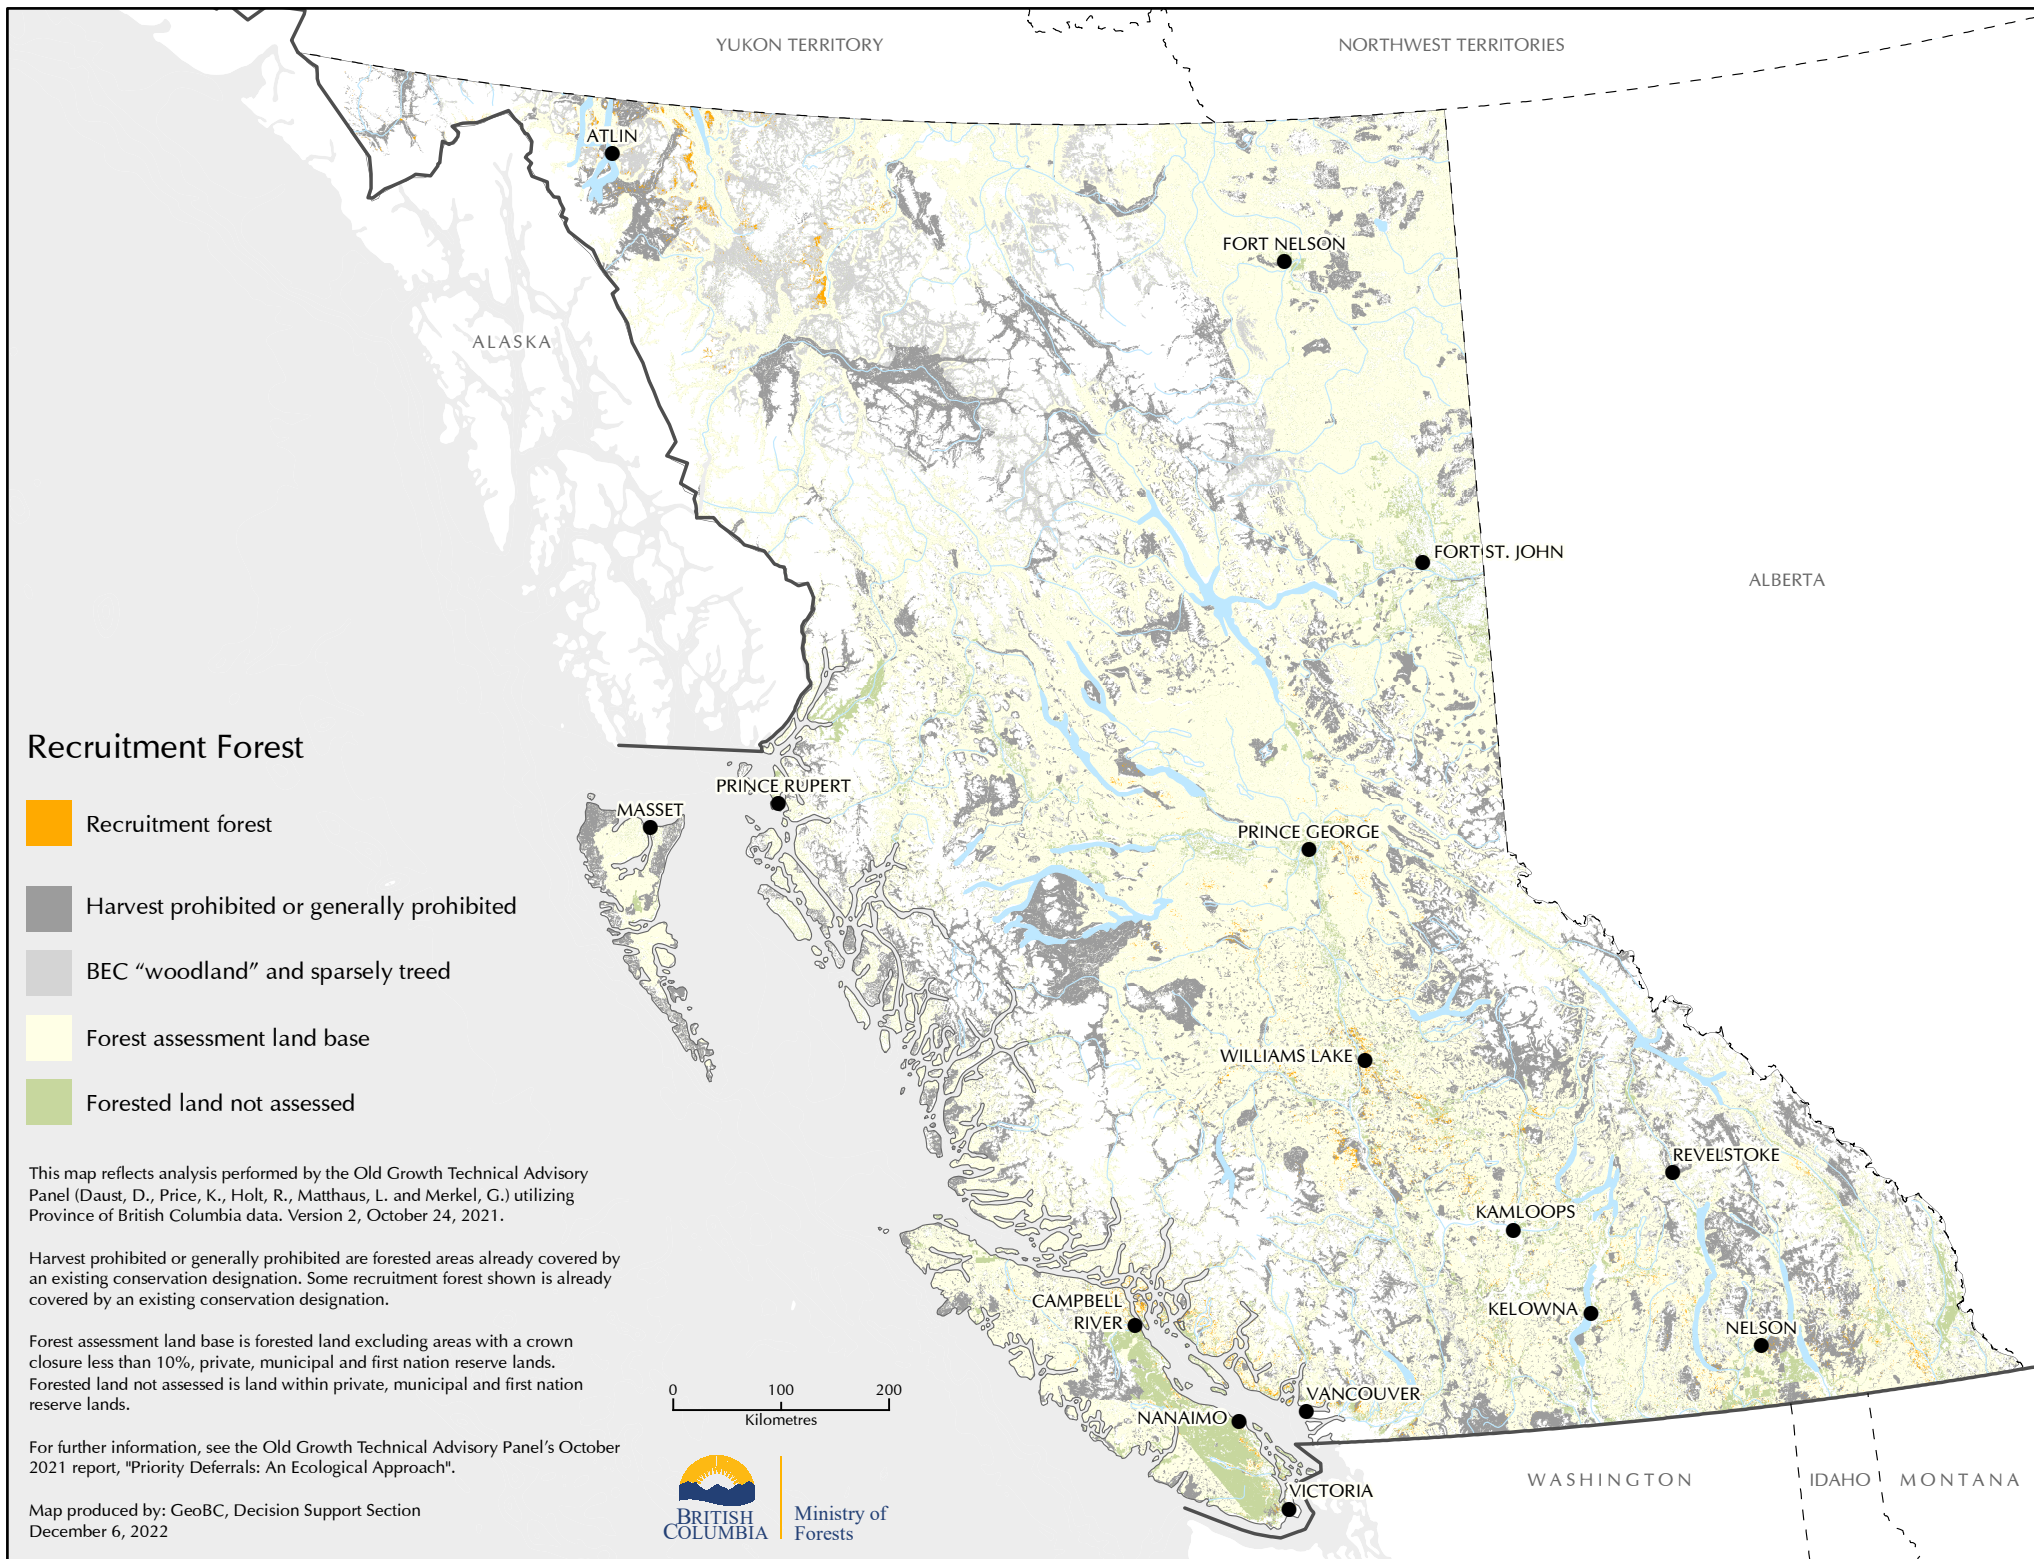 YUKON TERRITORY
NORTHWEST TERRITORIES
ATLIN
FORT NELSON
ALASKA
FORT ST. JOHN
ALBERTA
Recruitment Forest
Recruitment forest
Harvest prohibited or generally prohibited
BEC “woodland” and sparsely treed
Forest assessment land base
Forested land not assessed
PRINCE RUPERT
MASSET
PRINCE GEORGE
WILLIAMS LAKE
REVELSTOKE
KAMLOOPS
CAMPBELL
RIVER
KELOWNA
NELSON
VANCOUVER
NANAIMO
VICTORIA
WASHINGTON
IDAHO
MONTANA
This map reflects analysis performed by the Old Growth Technical Advisory
Panel (Daust, D., Price, K., Holt, R., Matthaus, L. and Merkel, G.) utilizing
Province of British Columbia data. Version 2, October 24, 2021.
Harvest prohibited or generally prohibited are forested areas already covered by
an existing conservation designation. Some recruitment forest shown is already
covered by an existing conservation designation.
Forest assessment land base is forested land excluding areas with a crown
closure less than 10%, private, municipal and first nation reserve lands.
Forested land not assessed is land within private, municipal and first nation
reserve lands.
For further information, see the Old Growth Technical Advisory Panel’s October
2021 report, "Priority Deferrals: An Ecological Approach".
Map produced by: GeoBC, Decision Support Section
December 6, 2022
0 100 200
Kilometres
BRITISH
COLUMBIA
Ministry of
Forests